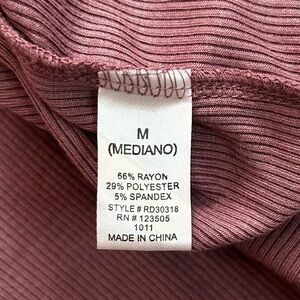 M
(MEDIANO)
66% RAYON
29% POLYESTER
5% SPANDEX
STYLE # RD30318
RN # 123505
1011
MADE IN CHINA